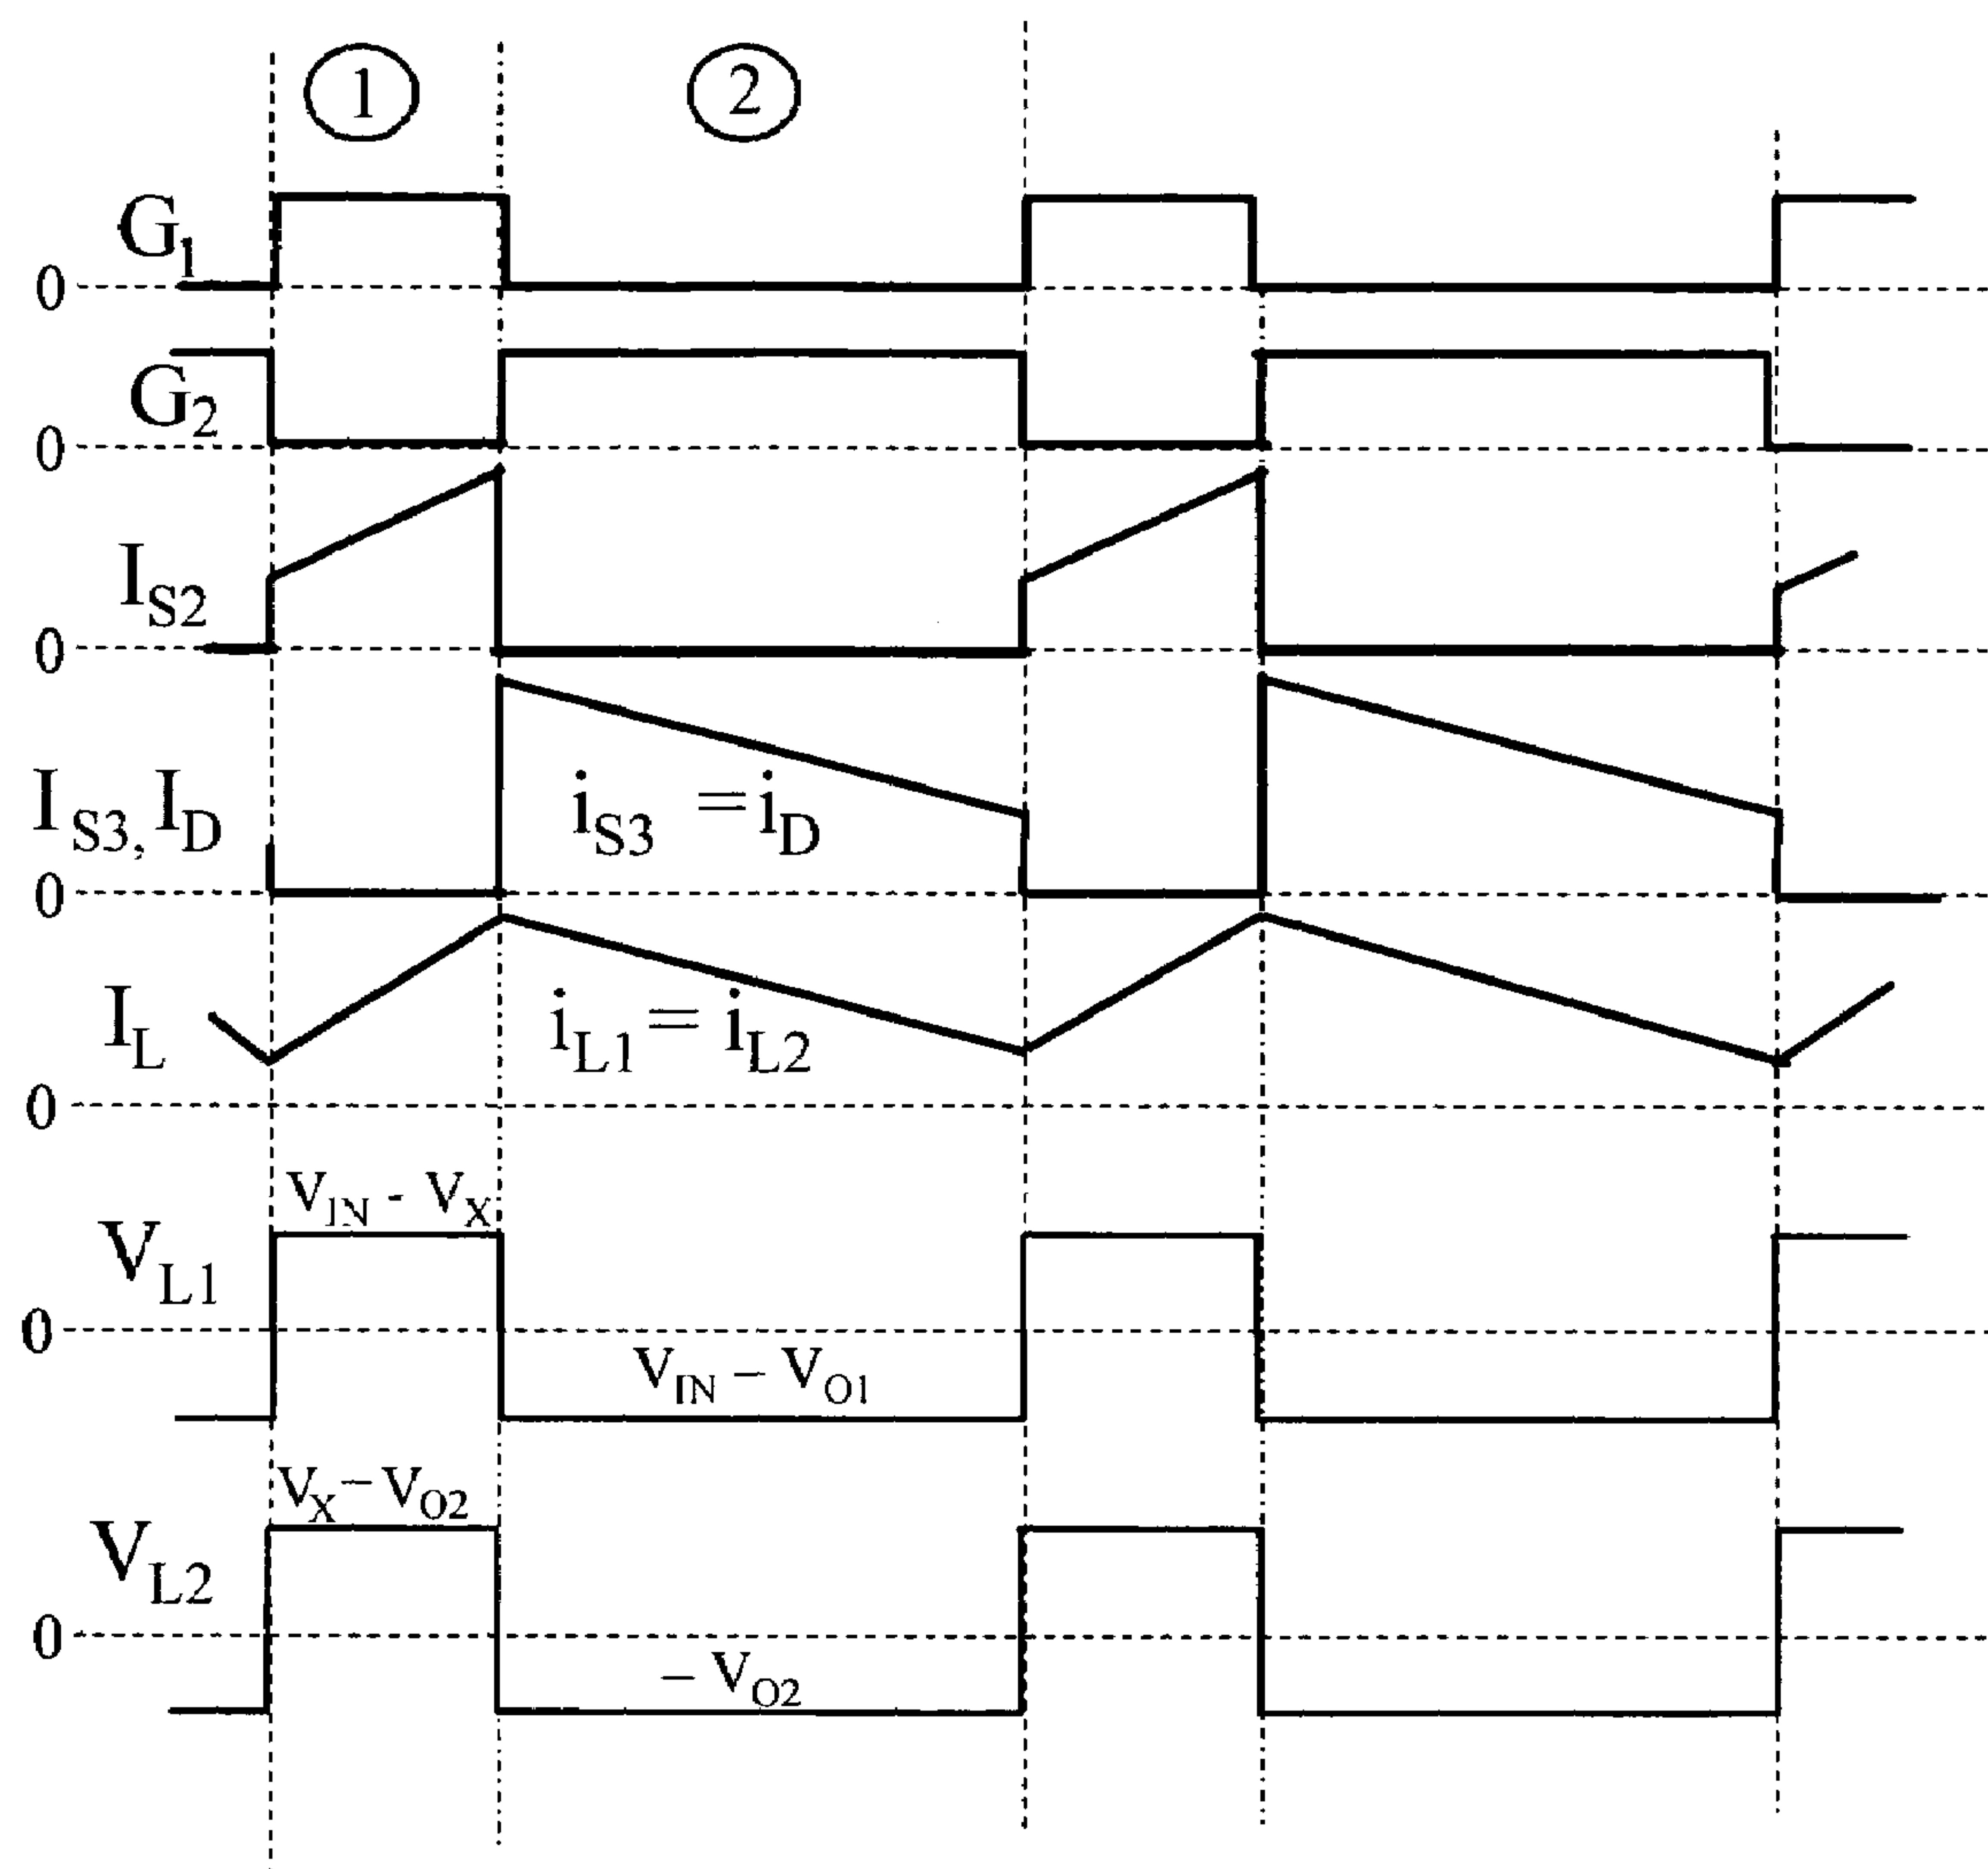 1 2
G1
0
G2
0
IS2
0
IS3, ID
iS3 = iD
0
IL
iL1 = iL2
0
VIN - VX
VL1
0
VIN – VO1
VX – VO2
VL2
0
– VO2